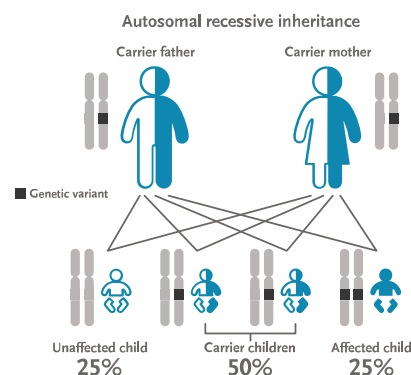 Autosomal recessive inheritance
Carrier father
Carrier mother
Genetic variant
Unaffected child
25%
Carrier children
50%
Affected child
25%